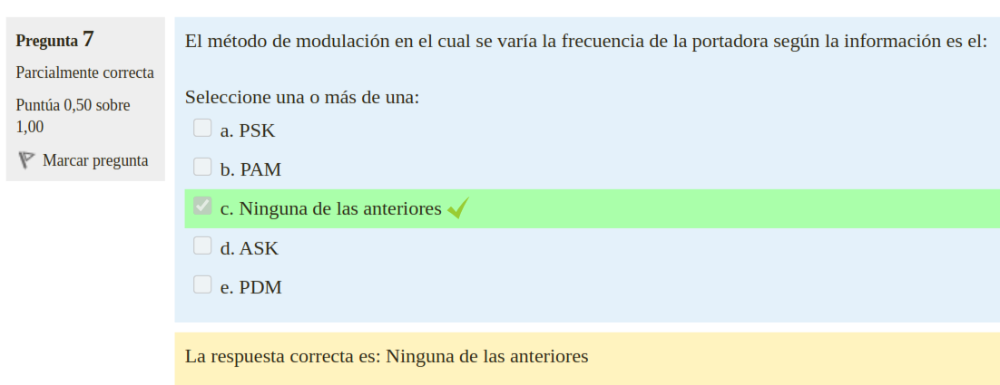 Pregunta 7
Parcialmente correcta
Puntúa 0,50 sobre
1,00
Marcar pregunta
El método de modulación en el cual se varía la frecuencia de la portadora según la información es el:
Seleccione una o más de una:
a. PSK
b. PAM
c. Ninguna de las anteriores
d. ASK
e. PDM
La respuesta correcta es: Ninguna de las anteriores